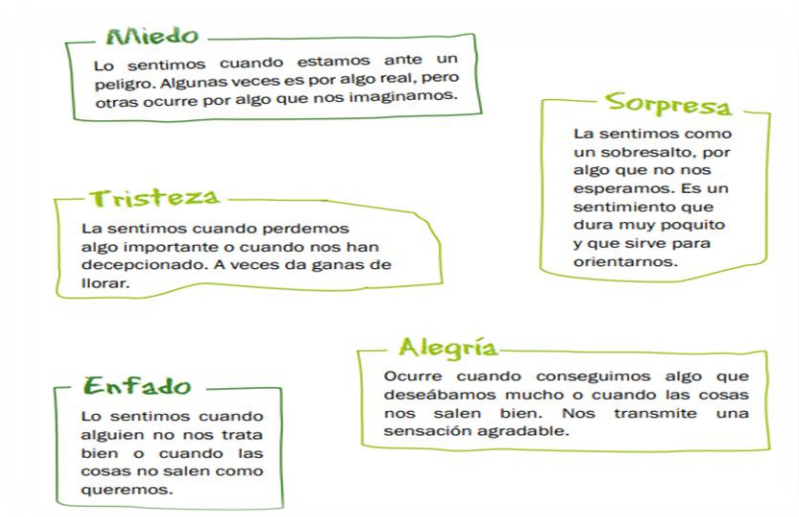 Miedo
Lo sentimos cuando estamos ante un
peligro. Algunas veces es por algo real, pero
otras ocurre por algo que nos imaginamos.
Sorpresa
La sentimos como
un sobresalto, por
algo que no nos
esperamos. Es un
sentimiento que
dura muy poquito
y que sirve para
orientarnos.
Tristeza
La sentimos cuando perdemos
algo importante o cuando nos han
decepcionado. A veces da ganas de
llorar.
Alegría
Ocurre cuando conseguimos algo que
deseábamos mucho o cuando las cosas
nos salen bien. Nos transmite una
sensación agradable.
Enfado
Lo sentimos cuando
alguien no nos trata
bien o cuando las
cosas no salen como
queremos.